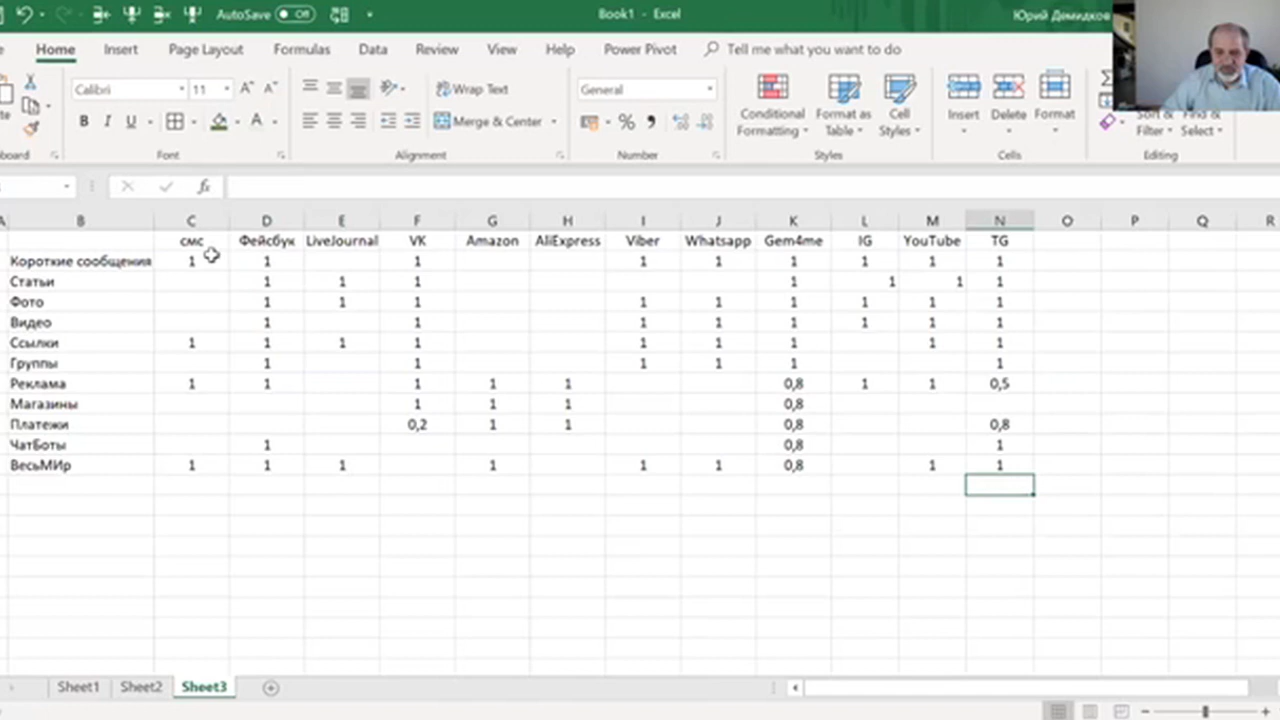 AutoSave Off Book1 - Excel Юрий Демидков
Home Insert Page Layout Formulas Data Review View Help Power Pivot Tell me what you want to do
Calibri 11 Wrap Text General
B I U Merge & Center % Conditional Formatting Format as Table Cell Styles Insert Delete Format Sort & Filter Find & Select
Font Alignment Number Styles Cells Editing
fx
B C D E F G H I J K L M N O P Q R
смс Фейсбук LiveJournal VK Amazon AliExpress Viber Whatsapp Gem4me IG YouTube TG
Короткие сообщения 1 1 1 1 1 1 1 1 1
Статьи 1 1 1 1 1 1 1
Фото 1 1 1 1 1 1 1 1 1
Видео 1 1 1 1 1 1 1 1
Ссылки 1 1 1 1 1 1 1 1 1
Группы 1 1 1 1 1 1
Реклама 1 1 1 1 1 0,8 1 1 0,5
Магазины 1 1 1 0,8
Платежи 0,2 1 1 0,8 0,8
ЧатБоты 1 0,8 1
ВесьМИр 1 1 1 1 1 1 0,8 1 1
Sheet1 Sheet2 Sheet3